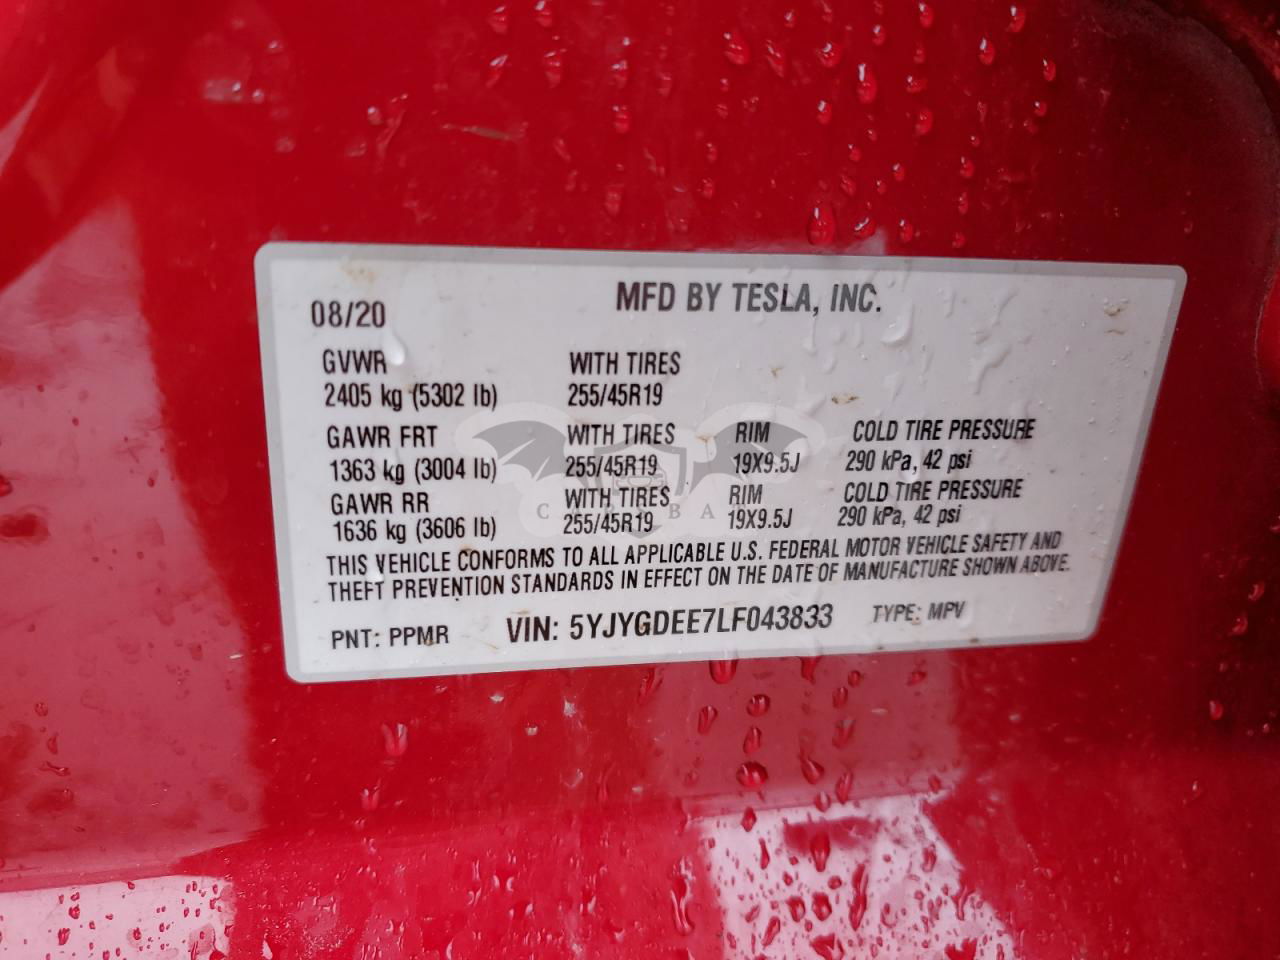 08/20 MFD BY TESLA, INC.
GVWR WITH TIRES
2405 kg (5302 lb) 255/45R19
GAWR FRT WITH TIRES RIM COLD TIRE PRESSURE
1363 kg (3004 lb) 255/45R19 19X9.5J 290 kPa, 42 psi
GAWR RR WITH TIRES RIM COLD TIRE PRESSURE
1636 kg (3606 lb) 255/45R19 19X9.5J 290 kPa, 42 psi
THIS VEHICLE CONFORMS TO ALL APPLICABLE U.S. FEDERAL MOTOR VEHICLE SAFETY AND
THEFT PREVENTION STANDARDS IN EFFECT ON THE DATE OF MANUFACTURE SHOWN ABOVE.
PNT: PPMR VIN: 5YJYGDEE7LF043833 TYPE: MPV